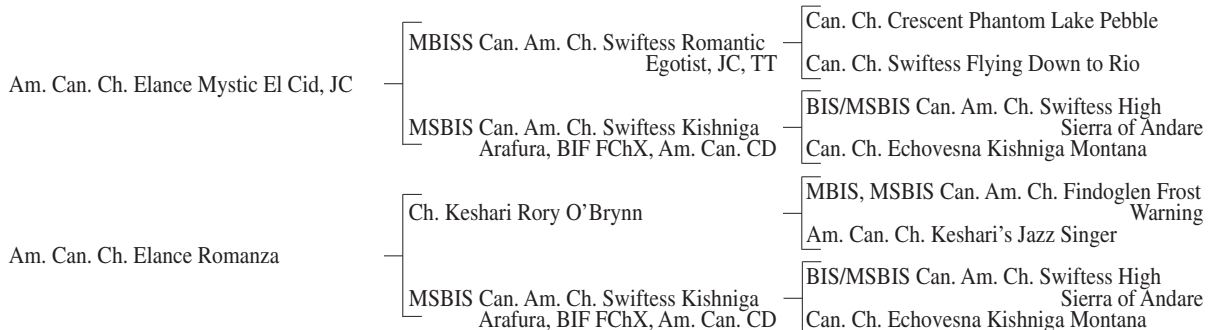 Can. Ch. Crescent Phantom Lake Pebble
MBISS Can. Am. Ch. Swiftess Romantic
Egotist, JC, TT
Can. Ch. Swiftess Flying Down to Rio
Am. Can. Ch. Elance Mystic El Cid, JC
BIS/MSBIS Can. Am. Ch. Swiftess High
Sierra of Andare
MSBIS Can. Am. Ch. Swiftess Kishniga
Arafura, BIF FChX, Am. Can. CD
Can. Ch. Echovesna Kishniga Montana
MBIS, MSBIS Can. Am. Ch. Findoglen Frost
Warning
Ch. Keshari Rory O’Brynn
Am. Can. Ch. Keshari's Jazz Singer
Am. Can. Ch. Elance Romanza
BIS/MSBIS Can. Am. Ch. Swiftess High
Sierra of Andare
MSBIS Can. Am. Ch. Swiftess Kishniga
Arafura, BIF FChX, Am. Can. CD
Can. Ch. Echovesna Kishniga Montana